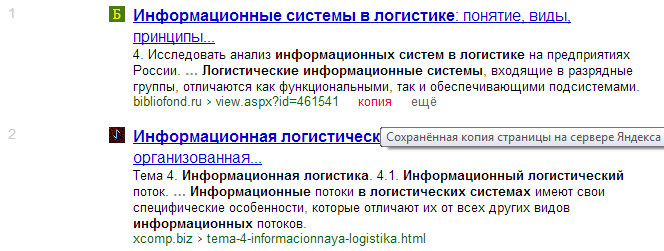 1
Б Информационные системы в логистике: понятие, виды,
принципы...
4. Исследовать анализ информационных систем в логистике на предприятиях
России. ... Логистические информационные системы, входящие в разрядные
группы, отличаются как функциональными, так и обеспечивающими подсистемами.
bibliofond.ru › view.aspx?id=461541 копия ещё
2
Информационная логистическ
Сохранённая копия страницы на сервере Яндекса
организованная...
Тема 4. Информационная логистика. 4.1. Информационный логистический
поток. ... Информационные потоки в логистических системах имеют свои
специфические особенности, которые отличают их от всех других видов
информационных потоков.
xcomp.biz › tema-4-informacionnaya-logistika.html